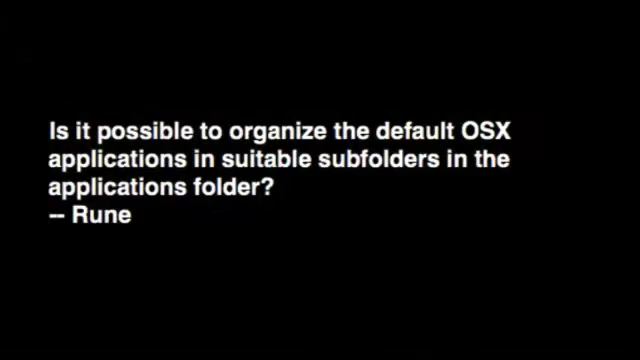 Is it possible to organize the default OSX
applications in suitable subfolders in the
applications folder?
-- Rune